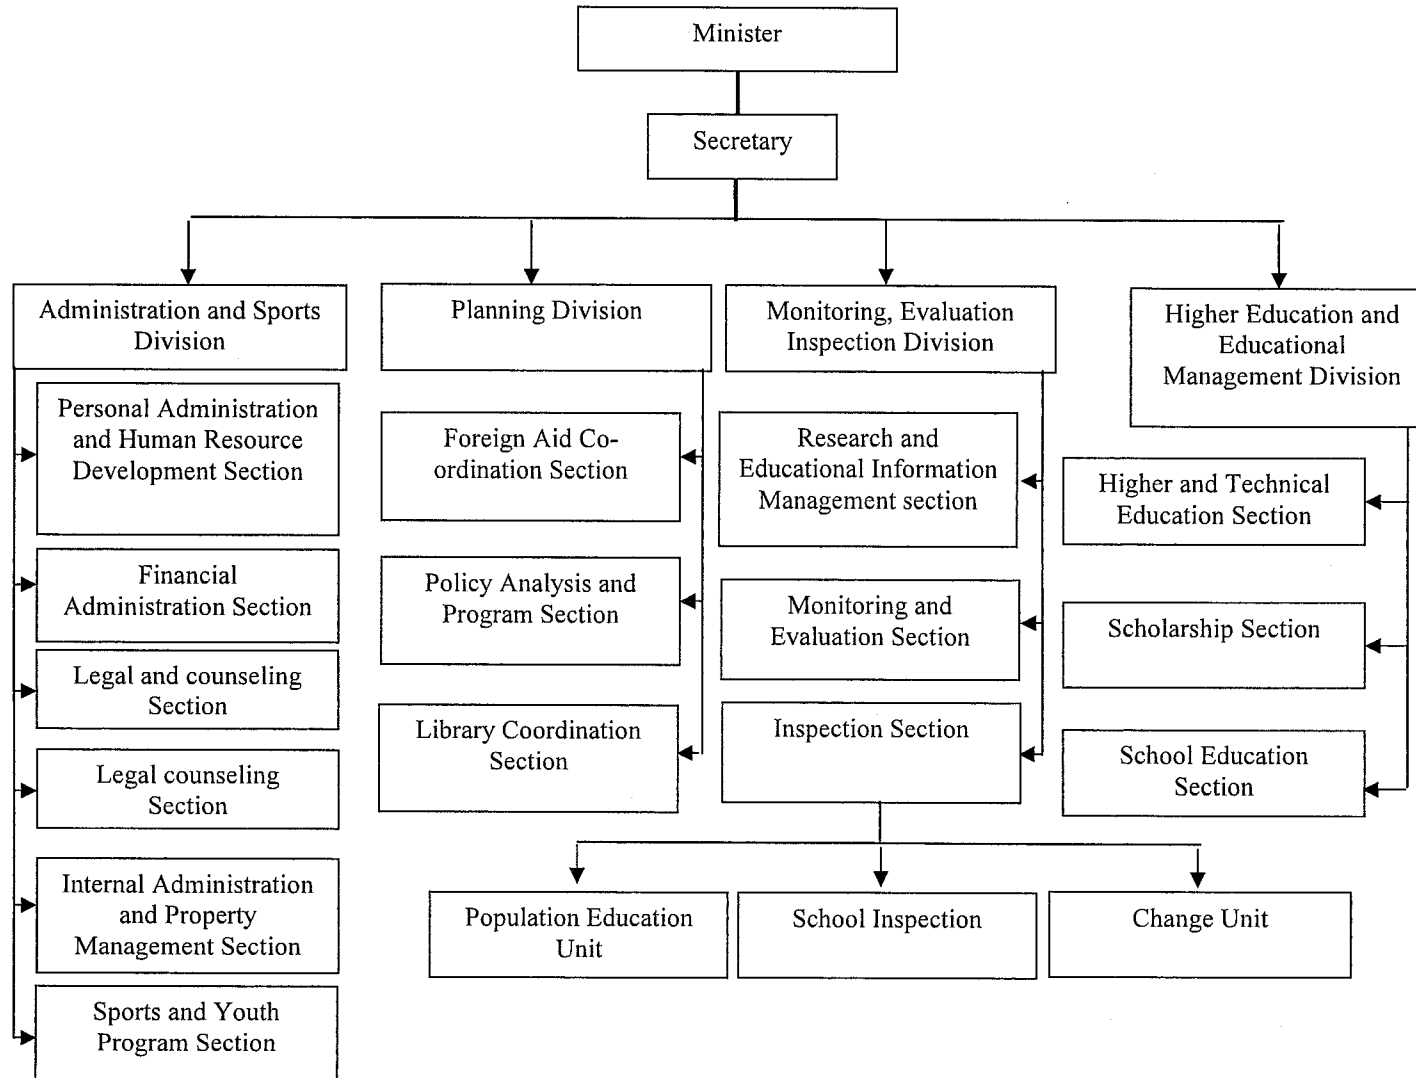 Minister
Secretary
Administration and Sports
Division
Planning Division
Monitoring, Evaluation
Inspection Division
Higher Education and
Educational
Management Division
Personal Administration
and Human Resource
Development Section
Financial
Administration Section
Legal and counseling
Section
Legal counseling
Section
Internal Administration
and Property
Management Section
Sports and Youth
Program Section
Foreign Aid Co-
ordination Section
Policy Analysis and
Program Section
Library Coordination
Section
Research and
Educational Information
Management section
Monitoring and
Evaluation Section
Inspection Section
Higher and Technical
Education Section
Scholarship Section
School Education
Section
Population Education
Unit
School Inspection
Change Unit